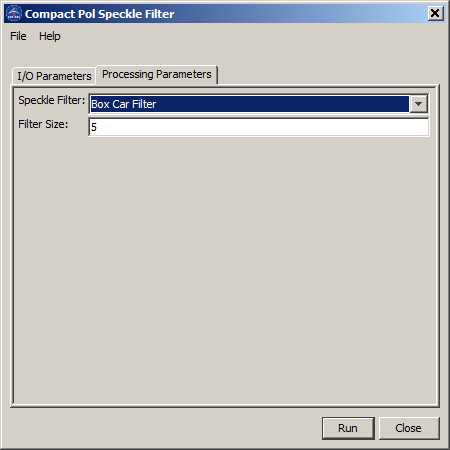 Compact Pol Speckle Filter
File Help
I/O Parameters Processing Parameters
Speckle Filter: Box Car Filter
Filter Size: 5
Run Close